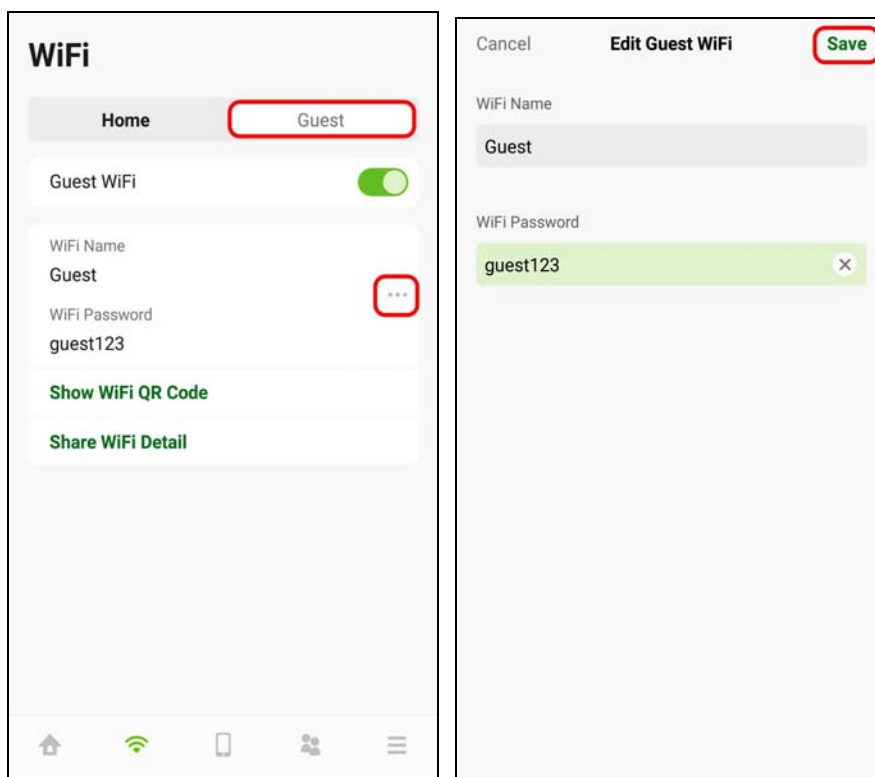 WiFi
Home Guest
Guest WiFi
WiFi Name
Guest
WiFi Password
guest123
Show WiFi QR Code
Share WiFi Detail
Cancel Edit Guest WiFi Save
WiFi Name
Guest
WiFi Password
guest123